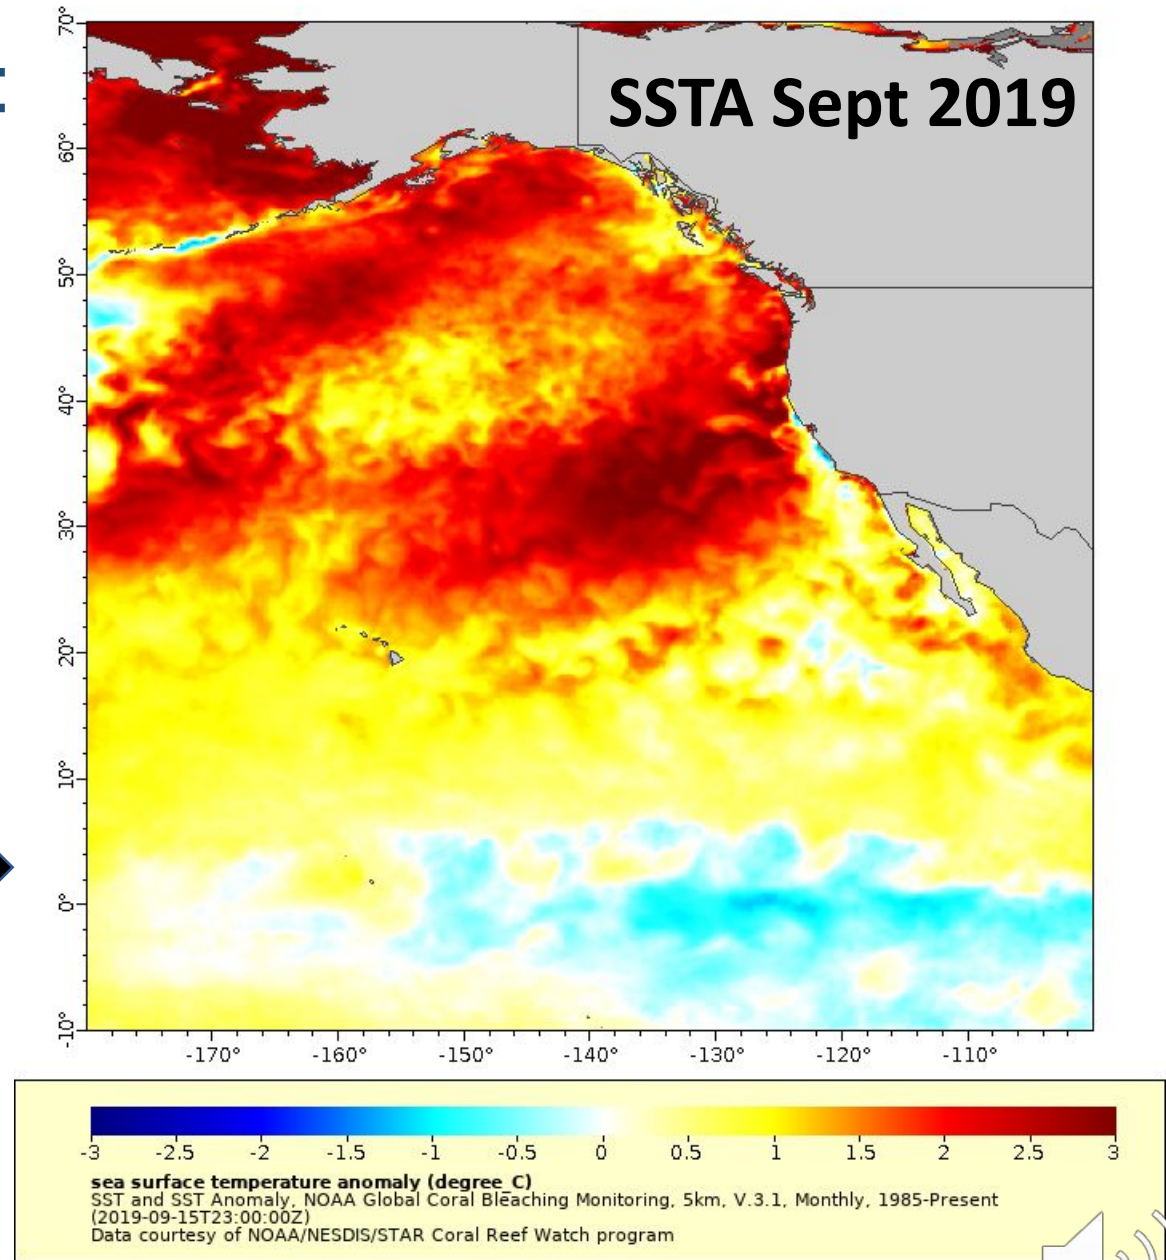 SSTA Sept 2019
70°
60°
50°
40°
30°
20°
10°
0°
-10°
-170° -160° -150° -140° -130° -120° -110°
-3 -2.5 -2 -1.5 -1 -0.5 0 0.5 1 1.5 2 2.5 3
sea surface temperature anomaly (degree_C)
SST and SST Anomaly, NOAA Global Coral Bleaching Monitoring, 5km, V.3.1, Monthly, 1985-Present
(2019-09-15T23:00:00Z)
Data courtesy of NOAA/NESDIS/STAR Coral Reef Watch program